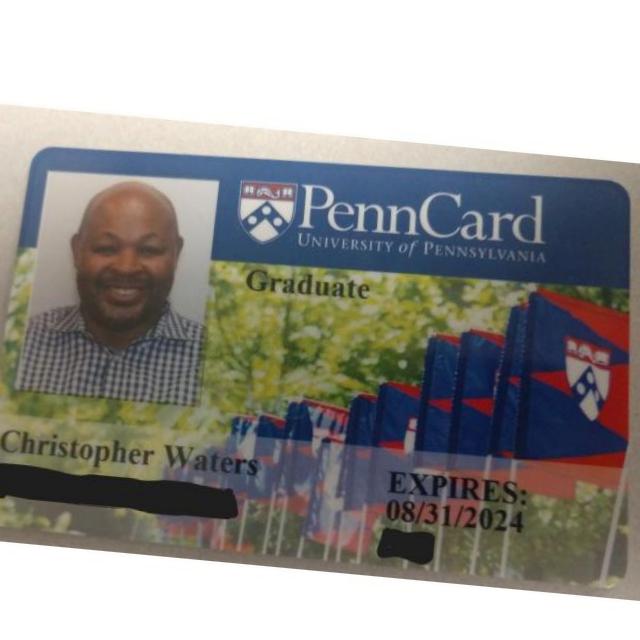 PennCard
UNIVERSITY of PENNSYLVANIA
Graduate
Christopher Waters
EXPIRES:
08/31/2024